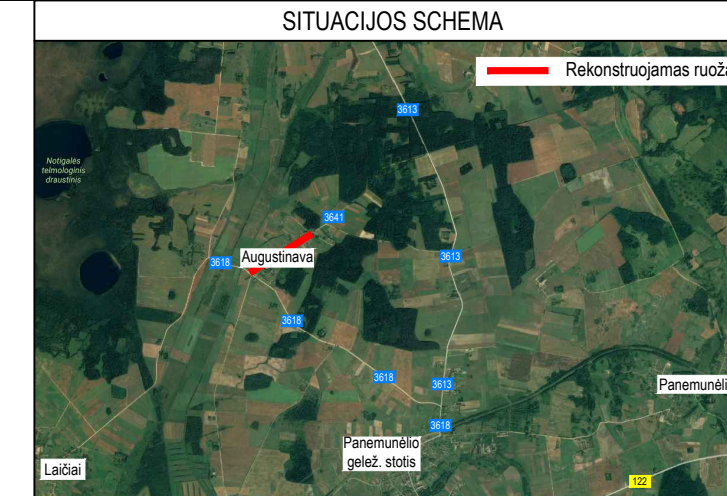 SITUACIJOS SCHEMA
Rekonstruojamas ruoža
3613
Notigalės
telmologinis
draustinis
3641
3618
Augustinava
3613
3618
3618
3613
Panemunėli
3618
Panemunėlio
gelež. stotis
Laičiai
122